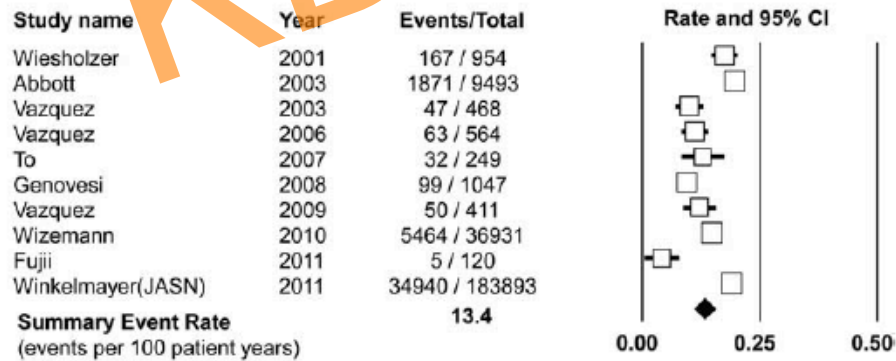 Study name Year Events/Total Rate and 95% CI
Wiesholzer 2001 167 / 954
Abbott 2003 1871 / 9493
Vazquez 2003 47 / 468
Vazquez 2006 63 / 564
To 2007 32 / 249
Genovesi 2008 99 / 1047
Vazquez 2009 50 / 411
Wizemann 2010 5464 / 36931
Fujii 2011 5 / 120
Winkelmayer(JASN) 2011 34940 / 183893
Summary Event Rate 13.4
(events per 100 patient years) 0.00 0.25 0.50